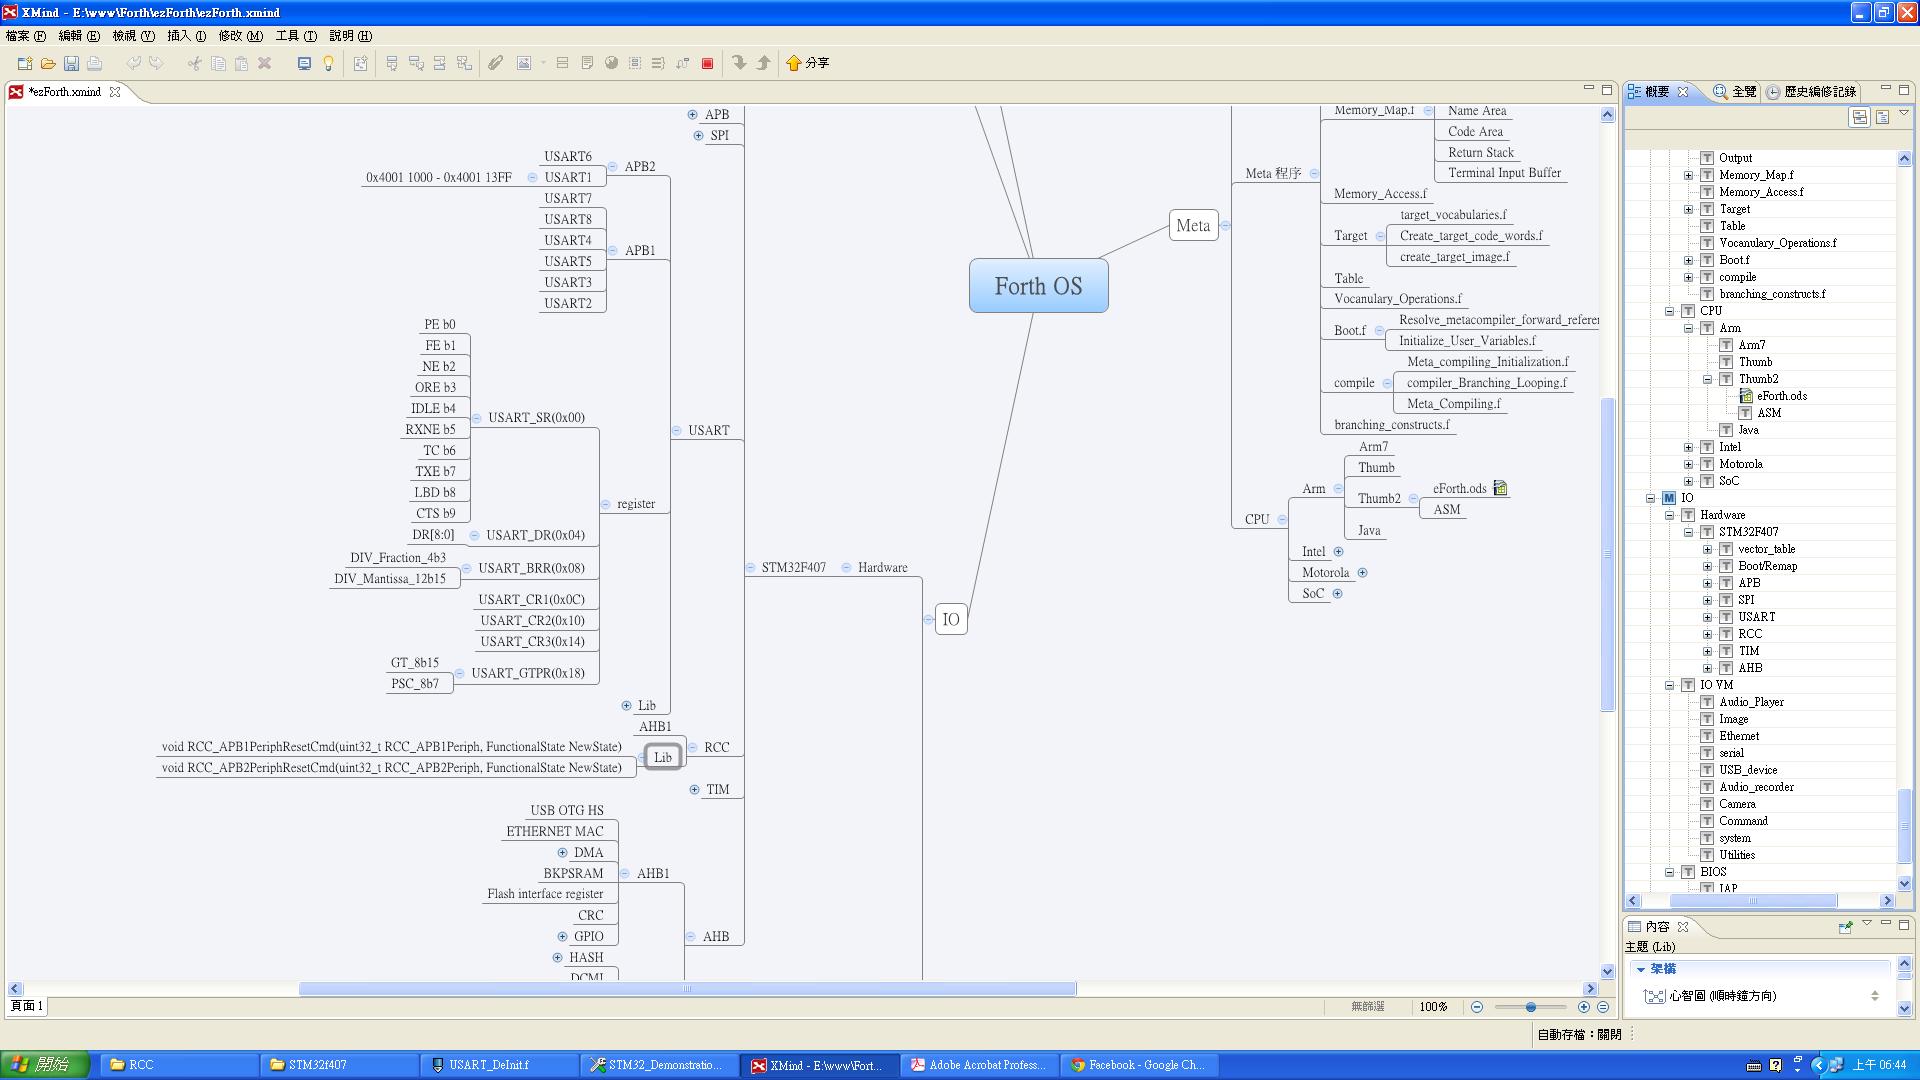 XMind - E:\www\Forth\ezForth\ezForth.xmind
檔案 (F) 編輯 (E) 檢視 (V) 插入 (I) 修改 (M) 工具 (T) 說明 (H)
分享
*ezForth.xmind
APB
SPI
USART6
APB2
0x4001 1000 - 0x4001 13FF
USART1
USART7
USART8
USART4
APB1
USART5
USART3
USART2
PE b0
FE b1
NE b2
ORE b3
IDLE b4
USART_SR(0x00)
RXNE b5
USART
TC b6
TXE b7
LBD b8
register
CTS b9
DR[8:0]
USART_DR(0x04)
DIV_Fraction_4b3
USART_BRR(0x08)
DIV_Mantissa_12b15
USART_CR1(0x0C)
USART_CR2(0x10)
USART_CR3(0x14)
GT_8b15
USART_GTPR(0x18)
PSC_8b7
Lib
AHB1
RCC
void RCC_APB1PeriphResetCmd(uint32_t RCC_APB1Periph, FunctionalState NewState)
Lib
void RCC_APB2PeriphResetCmd(uint32_t RCC_APB2Periph, FunctionalState NewState)
TIM
USB OTG HS
ETHERNET MAC
DMA
BKPSRAM
AHB1
Flash interface register
CRC
GPIO
AHB
HASH
DCMI
STM32F407
Hardware
IO
Forth OS
Meta
Memory_Map.f
Name Area
Code Area
Return Stack
Meta 程序
Terminal Input Buffer
Memory_Access.f
target_vocabularies.f
Target
Create_target_code_words.f
create_target_image.f
Table
Vocanulary_Operations.f
Resolve_metacompiler_forward_refere
Boot.f
Initialize_User_Variables.f
Meta_compiling_Initialization.f
compile
compiler_Branching_Looping.f
Meta_Compiling.f
branching_constructs.f
Arm7
Thumb
Arm
eForth.ods
Thumb2
ASM
CPU
Java
Intel
Motorola
SoC
概要 全覽 歷史編修記錄
Output
Memory_Map.f
Memory_Access.f
Target
Table
Vocanulary_Operations.f
Boot.f
compile
branching_constructs.f
CPU
Arm
Arm7
Thumb
Thumb2
eForth.ods
ASM
Java
Intel
Motorola
SoC
IO
Hardware
STM32F407
vector_table
Boot/Remap
APB
SPI
USART
RCC
TIM
AHB
IO VM
Audio_Player
Image
Ethernet
serial
USB_device
Audio_recorder
Camera
Command
system
Utilities
BIOS
IAP
內容
主題 (Lib)
架構
心智圖 (順時鐘方向)
頁面 1
無篩選 100%
自動存檔：關閉
開始 RCC STM32f407 USART_DeInit.f STM32_Demonstratio... XMind - E:\www\Fort... Adobe Acrobat Profess... Facebook - Google Ch... 上午 06:44